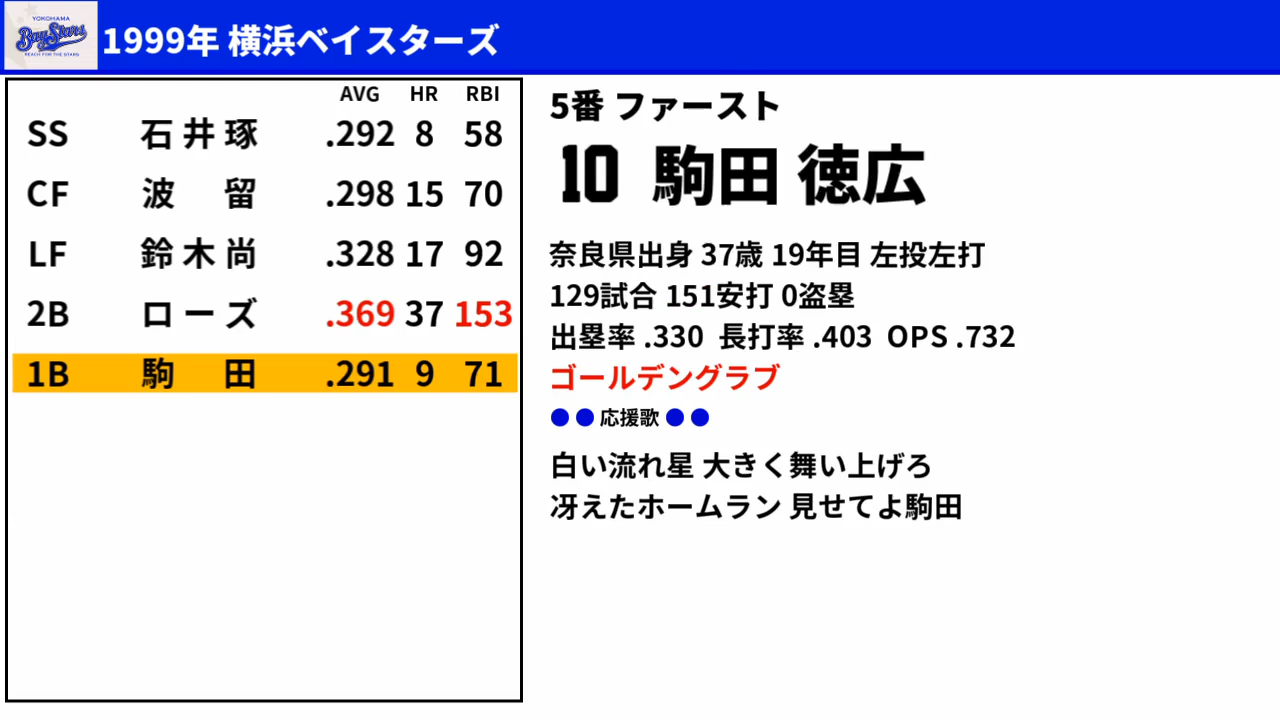 YOKOHAMA
BayStars
REACH FOR THE STARS
1999年 横浜ベイスターズ
AVG HR RBI
SS 石井琢 .292 8 58
CF 波留 .298 15 70
LF 鈴木尚 .328 17 92
2B ローズ .369 37 153
1B 駒田 .291 9 71
5番 ファースト
10 駒田 徳広
奈良県出身 37歳 19年目 左投左打
129試合 151安打 0盗塁
出塁率 .330 長打率 .403 OPS .732
ゴールデングラブ
●●応援歌●●
白い流れ星 大きく舞い上げろ
冴えたホームラン 見せてよ駒田